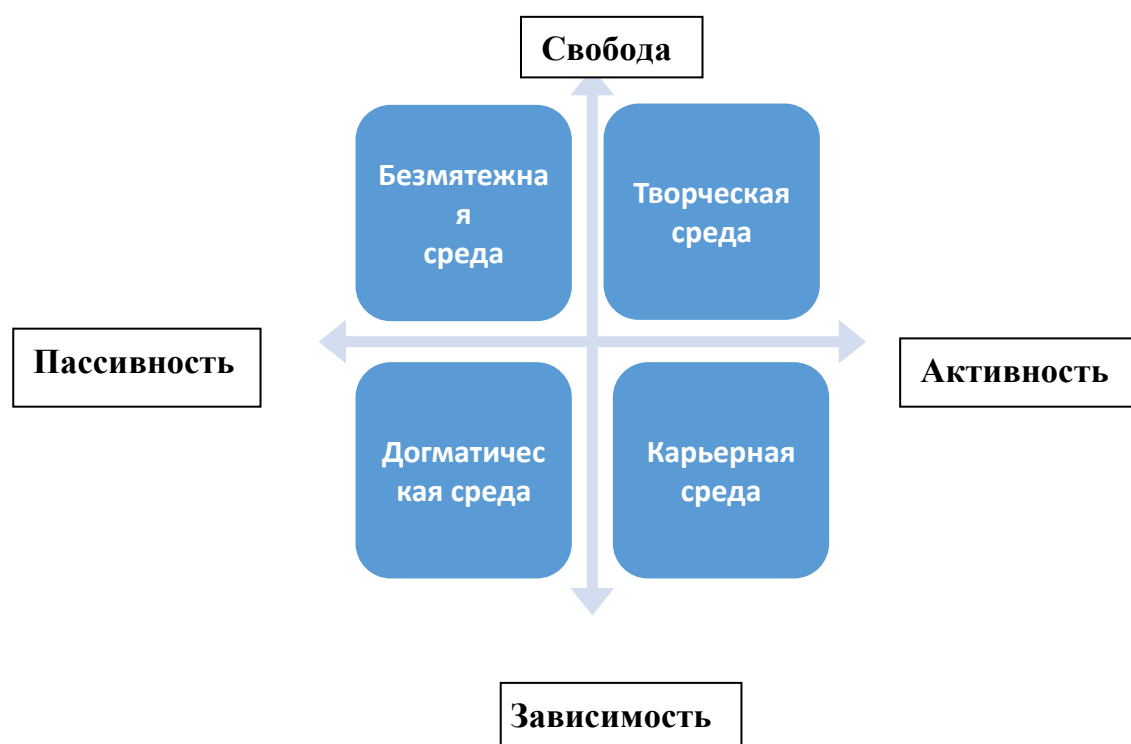 Свобода
Безмятежна
я
среда
Творческая
среда
Пассивность
Активность
Догматичес
кая среда
Карьерная
среда
Зависимость